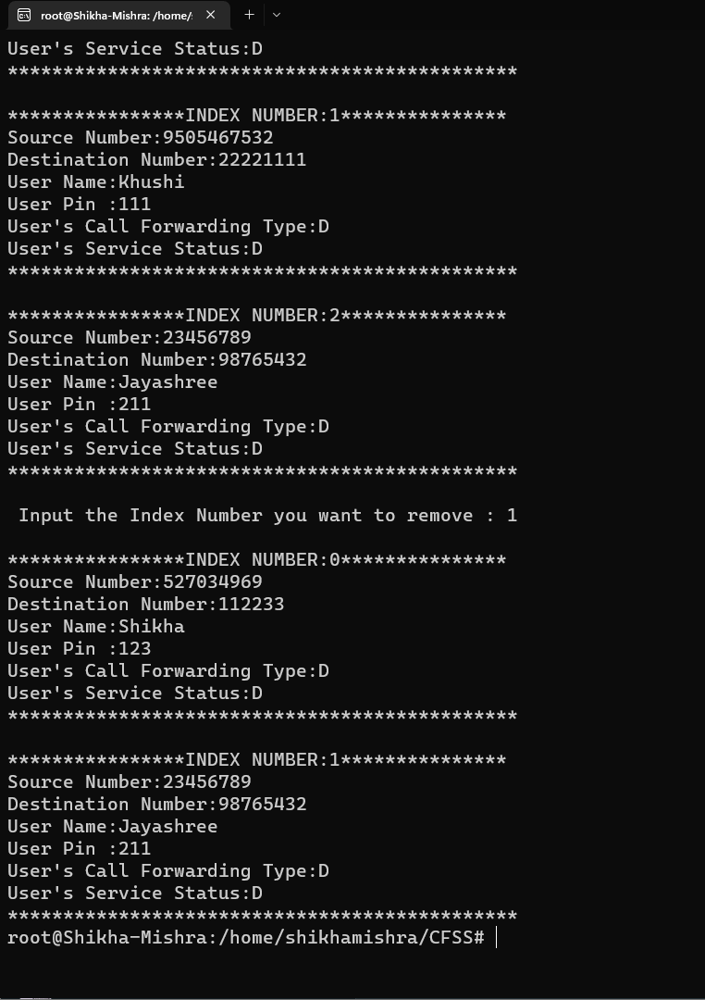 root@Shikha-Mishra: /home/s
User's Service Status:D
**********************************************
****************INDEX NUMBER:1***************
Source Number:9505467532
Destination Number:22221111
User Name:Khushi
User Pin :111
User's Call Forwarding Type:D
User's Service Status:D
**********************************************
****************INDEX NUMBER:2***************
Source Number:23456789
Destination Number:98765432
User Name:Jayashree
User Pin :211
User's Call Forwarding Type:D
User's Service Status:D
**********************************************
Input the Index Number you want to remove : 1
****************INDEX NUMBER:0***************
Source Number:527034969
Destination Number:112233
User Name:Shikha
User Pin :123
User's Call Forwarding Type:D
User's Service Status:D
**********************************************
****************INDEX NUMBER:1***************
Source Number:23456789
Destination Number:98765432
User Name:Jayashree
User Pin :211
User's Call Forwarding Type:D
User's Service Status:D
**********************************************
root@Shikha-Mishra:/home/shikhamishra/CFSS#